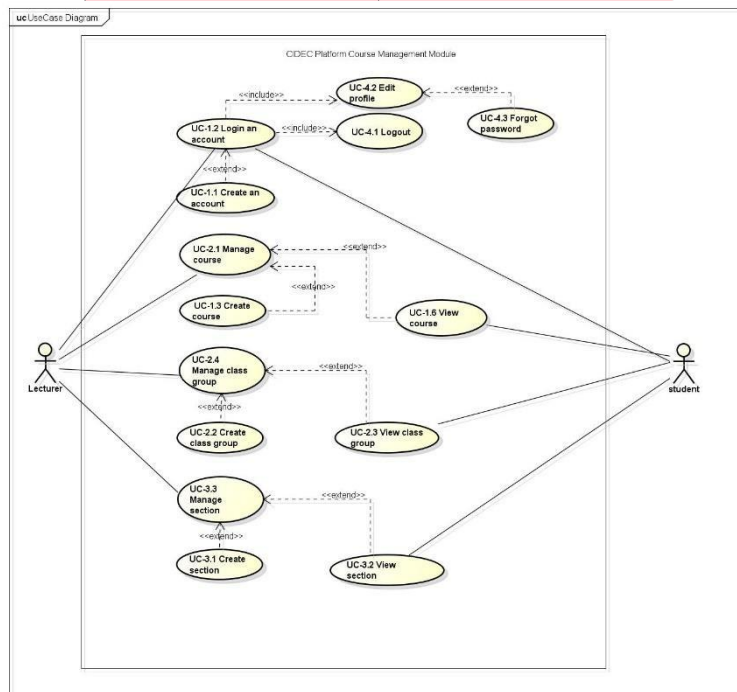 uc UseCase Diagram
CIDEC Platform Course Management Module
UC-4.2 Edit
profile
<<extend>>
<<include>>
UC-4.3 Forgot
password
UC-1.2 Login an
account
<<include>>
UC-4.1 Logout
<<extend>>
UC-1.1 Create an
account
UC-2.1 Manage
course
<<extend>>
<<extend>>
UC-1.3 Create
course
UC-1.6 View
course
UC-2.4
Manage class
group
<<extend>>
Lecturer
student
<<extend>>
UC-2.2 Create
class group
UC-2.3 View class
group
UC-3.3
Manage
section
<<extend>>
<<extend>>
UC-3.1 Create
section
UC-3.2 View
section